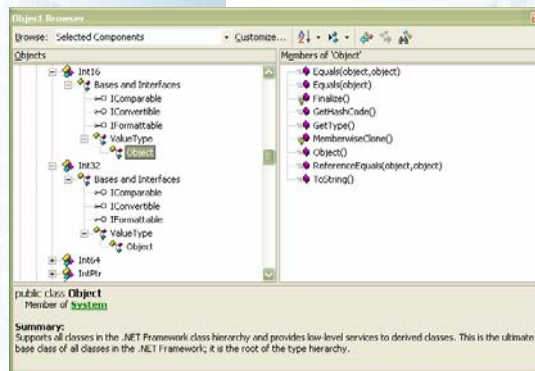 Object Browser
Browse: Selected Components Customize...
Objects
Int16
Bases and Interfaces
IComparable
IConvertible
IFormattable
ValueType
Object
Int32
Bases and Interfaces
IComparable
IConvertible
IFormattable
ValueType
Object
Int64
IntPtr
Members of 'Object'
Equals(object,object)
Equals(object)
Finalize()
GetHashCode()
GetType()
MemberwiseClone()
Object()
ReferenceEquals(object,object)
ToString()
public class Object
Member of System
Summary:
Supports all classes in the .NET Framework class hierarchy and provides low-level services to derived classes. This is the ultimate
base class of all classes in the .NET Framework; it is the root of the type hierarchy.